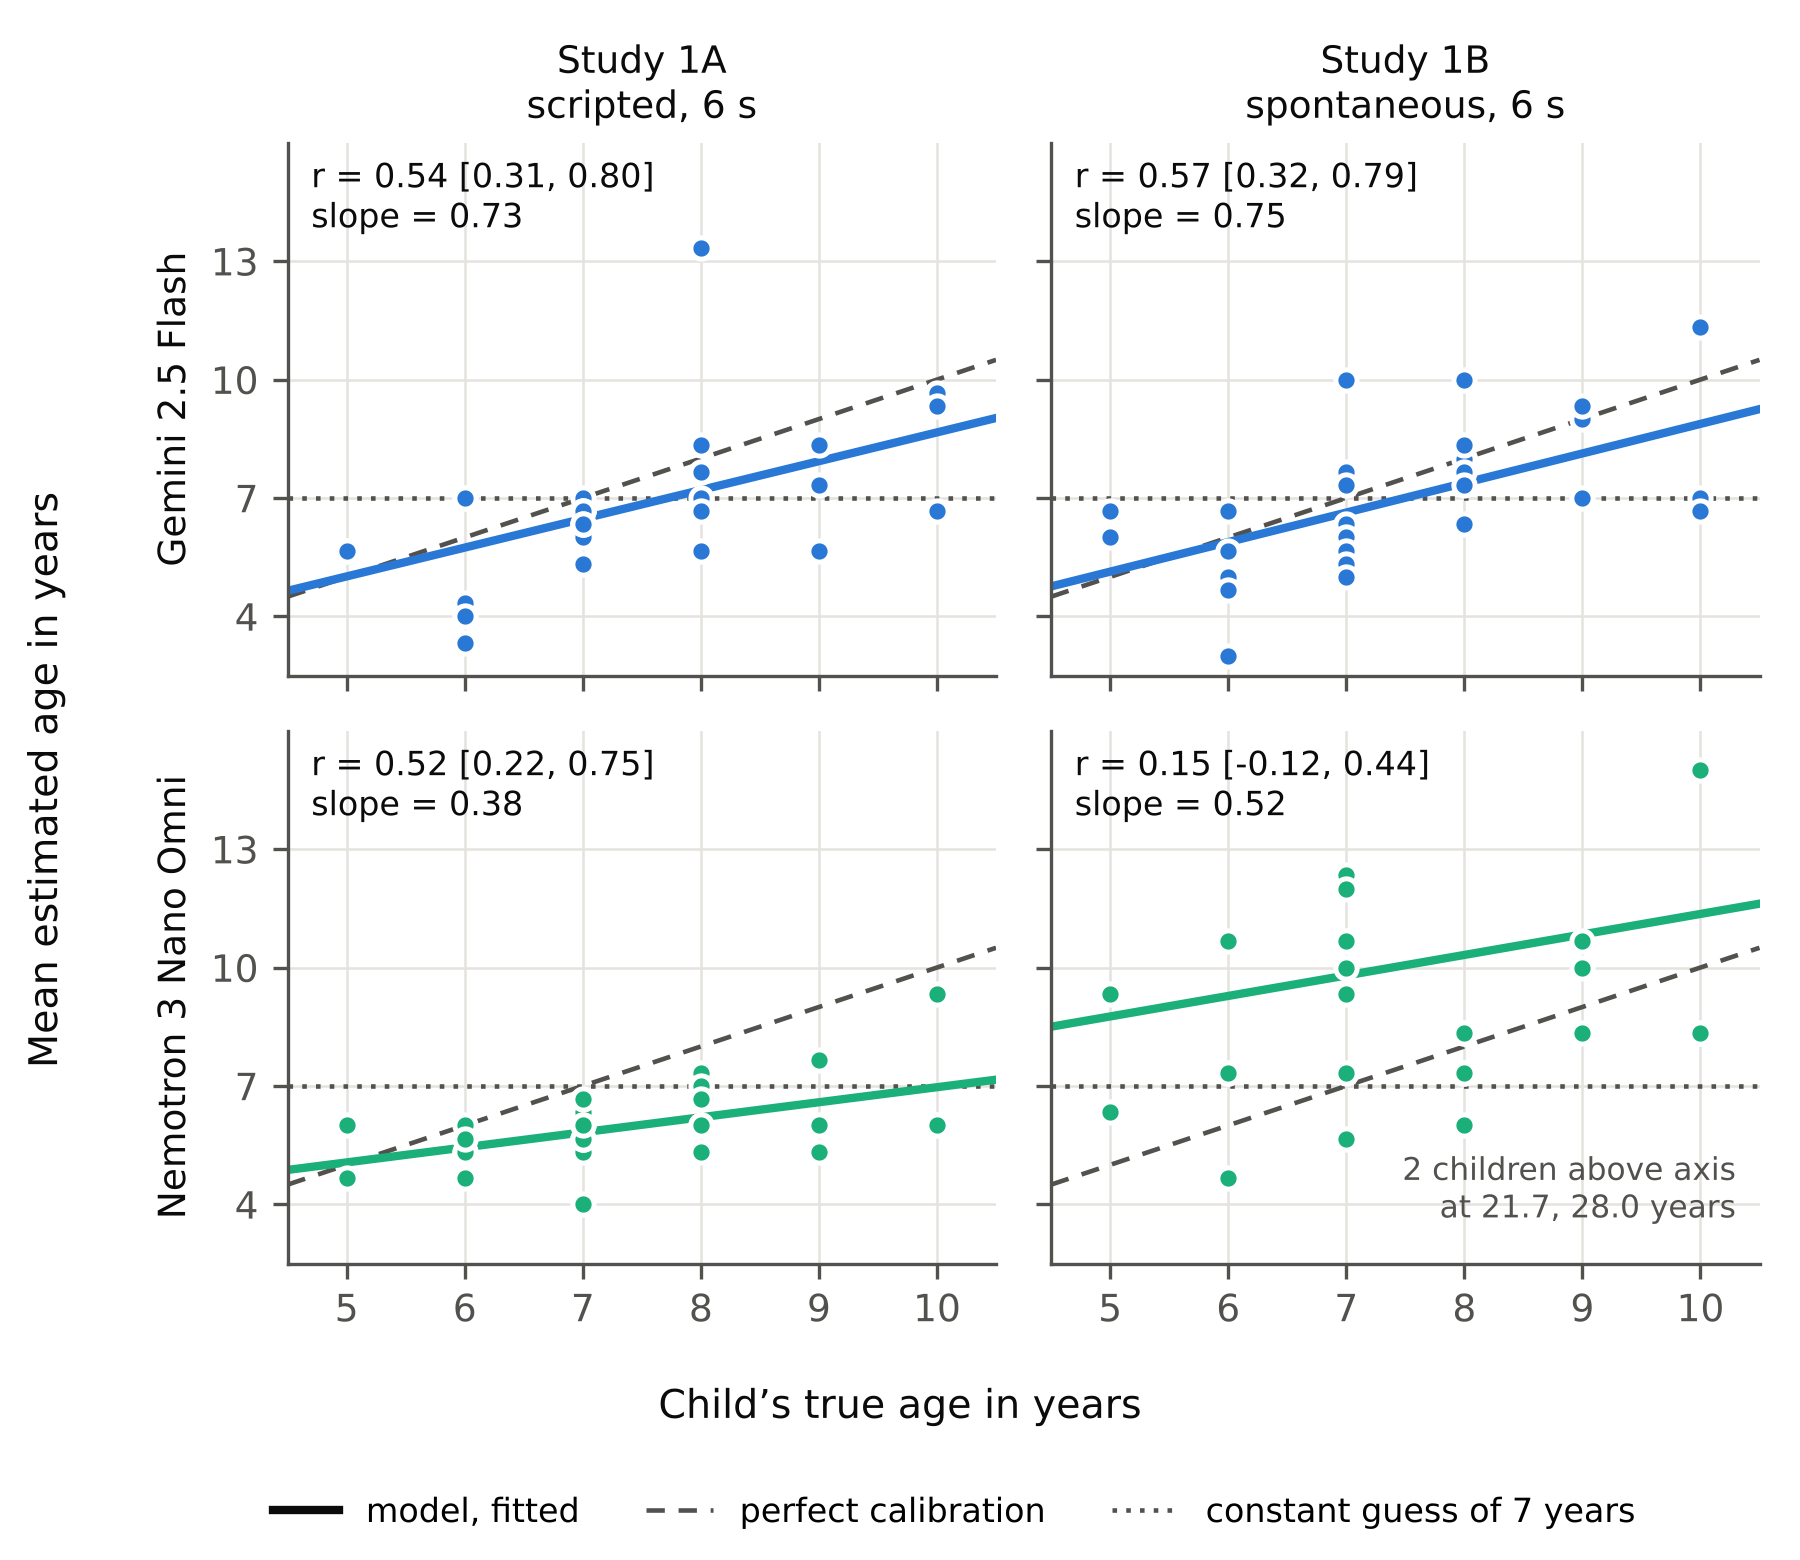 Study 1A
scripted, 6 s
Study 1B
spontaneous, 6 s
Mean estimated age in years
Gemini 2.5 Flash
r = 0.54 [0.31, 0.80]
slope = 0.73
13
10
7
4
r = 0.57 [0.32, 0.79]
slope = 0.75
Nemotron 3 Nano Omni
r = 0.52 [0.22, 0.75]
slope = 0.38
13
10
7
4
r = 0.15 [-0.12, 0.44]
slope = 0.52
2 children above axis
at 21.7, 28.0 years
5 6 7 8 9 10
5 6 7 8 9 10
Child’s true age in years
model, fitted
perfect calibration
constant guess of 7 years